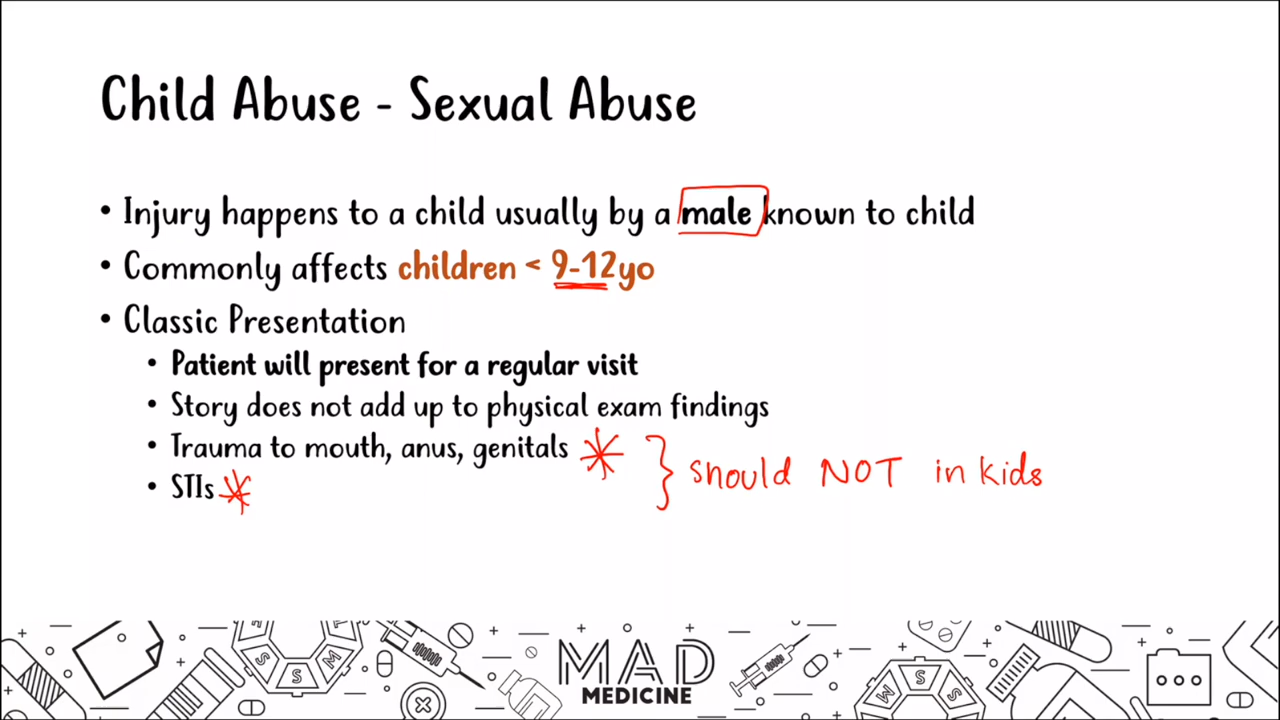 Child Abuse - Sexual Abuse
• Injury happens to a child usually by a male known to child
• Commonly affects children < 9-12yo
• Classic Presentation
• Patient will present for a regular visit
• Story does not add up to physical exam findings
• Trauma to mouth, anus, genitals
• STIs
should NOT in kids
MAD
MEDICINE